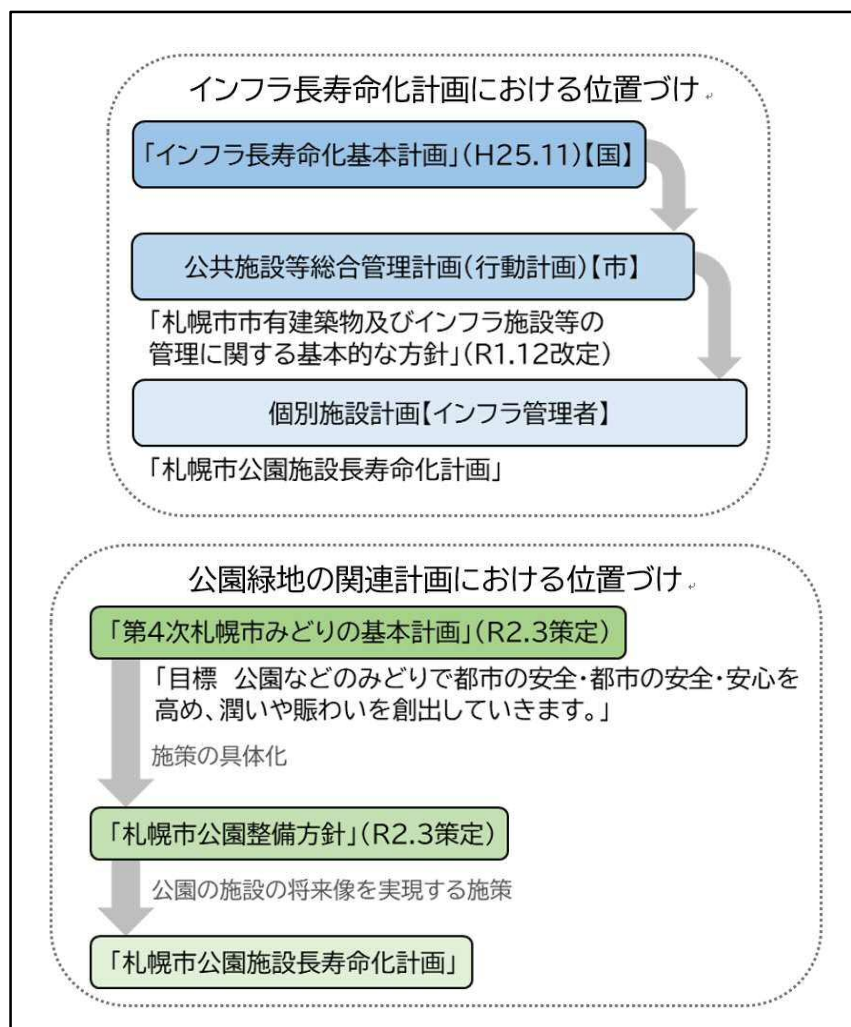 インフラ長寿命化計画における位置づけ
「インフラ長寿命化基本計画」(H25.11)【国】
公共施設等総合管理計画(行動計画)【市】
「札幌市市有建築物及びインフラ施設等の
管理に関する基本的な方針」(R1.12改定)
個別施設計画【インフラ管理者】
「札幌市公園施設長寿命化計画」
公園緑地の関連計画における位置づけ
「第4次札幌市みどりの基本計画」(R2.3策定)
「目標 公園などのみどりで都市の安全・都市の安全・安心を
高め、潤いや賑わいを創出していきます。」
施策の具体化
「札幌市公園整備方針」(R2.3策定)
公園の施設の将来像を実現する施策
「札幌市公園施設長寿命化計画」